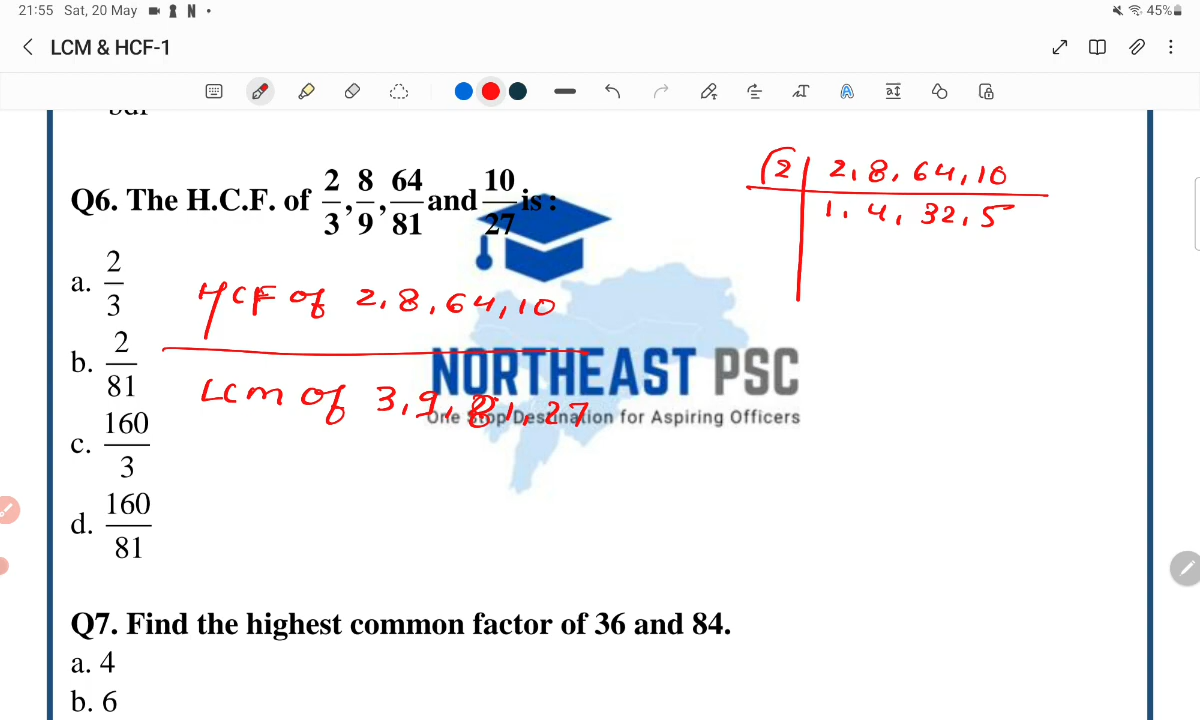 21:55 Sat, 20 May N • 45%
LCM & HCF-1
Q6. The H.C.F. of 2/3, 8/9, 64/81 and 10/27 is :
a. 2/3
b. 2/81
c. 160/3
d. 160/81
HCF of 2, 8, 64, 10
LCM of 3, 9, 81, 27
2 | 2, 8, 64, 10
1, 4, 32, 5
NORTHEAST PSC
One Stop Destination for Aspiring Officers
Q7. Find the highest common factor of 36 and 84.
a. 4
b. 6